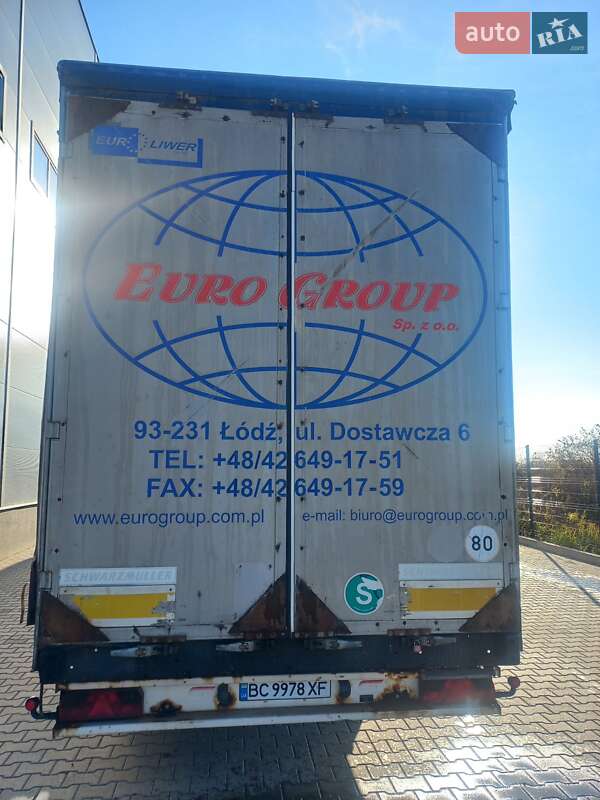 auto RIA .com
EURO LIWER
EURO GROUP
Sp. z o.o.
93-231 Łódź, ul. Dostawcza 6
TEL: +48/42 649-17-51
FAX: +48/42 649-17-59
www.eurogroup.com.pl e-mail: biuro@eurogroup.com.pl
80
SCHWARZMÜLLER
S
BC 9978 XF